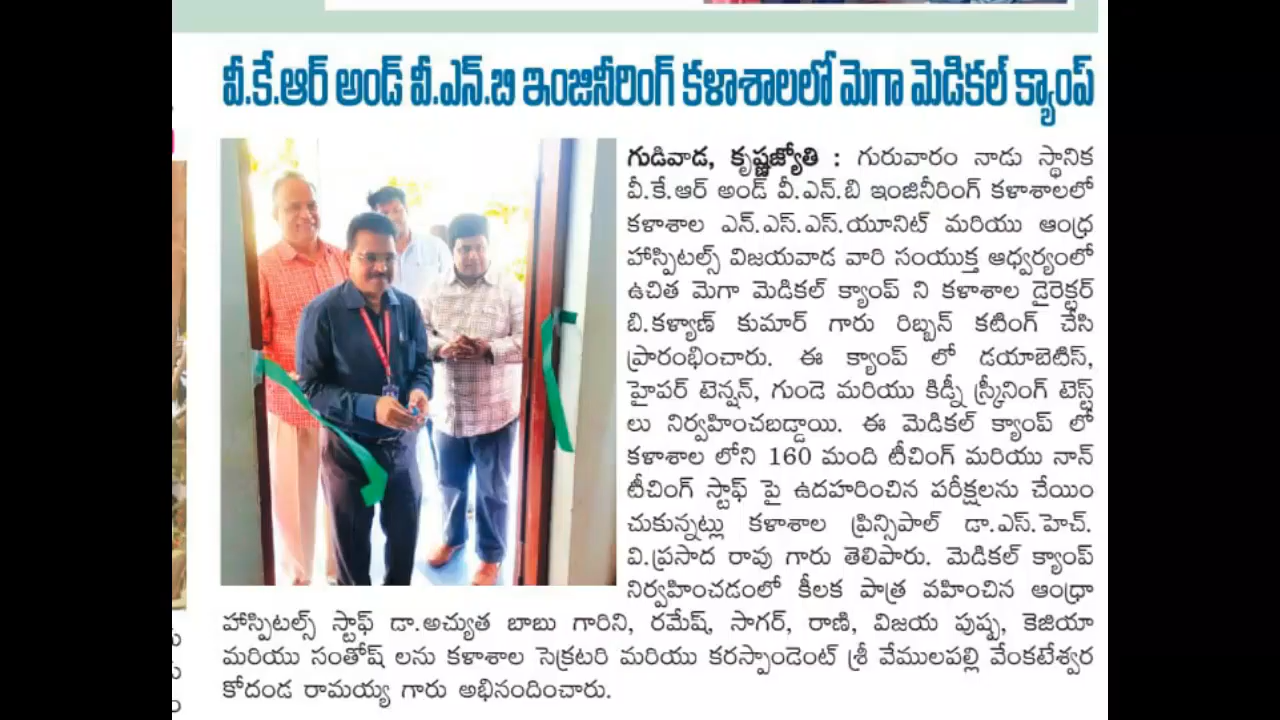 వీ.కే.ఆర్ అండ్ వీ.ఎన్.బి ఇంజినీరింగ్ కళాశాలలో మెగా మెడికల్ క్యాంప్
గుడివాడ, కృష్ణజ్యోతి : గురువారం నాడు స్థానిక
వీ.కే.ఆర్ అండ్ వీ.ఎన్.బి ఇంజినీరింగ్ కళాశాలలో
కళాశాల ఎన్.ఎస్.ఎస్.యూనిట్ మరియు ఆంధ్ర
హాస్పిటల్స్ విజయవాడ వారి సంయుక్త ఆధ్వర్యంలో
ఉచిత మెగా మెడికల్ క్యాంప్ ని కళాశాల డైరెక్టర్
బి.కళ్యాణ్ కుమార్ గారు రిబ్బన్ కటింగ్ చేసి
ప్రారంభించారు. ఈ క్యాంప్ లో డయాబెటిస్,
హైపర్ టెన్షన్, గుండె మరియు కిడ్నీ స్క్రీనింగ్ టెస్ట్
లు నిర్వహించబడ్డాయి. ఈ మెడికల్ క్యాంప్ లో
కళాశాల లోని 160 మంది టీచింగ్ మరియు నాన్
టీచింగ్ స్టాఫ్ పై ఉదహరించిన పరీక్షలను చేయిం
చుకున్నట్లు కళాశాల ప్రిన్సిపాల్ డా.ఎస్.హెచ్.
వి.ప్రసాద రావు గారు తెలిపారు. మెడికల్ క్యాంప్
నిర్వహించడంలో కీలక పాత్ర వహించిన ఆంధ్రా
హాస్పిటల్స్ స్టాఫ్ డా.అచ్యుత బాబు గారిని, రమేష్, సాగర్, రాణి, విజయ పుష్ప, కెజియా
మరియు సంతోష్ లను కళాశాల సెక్రటరి మరియు కరస్పాండెంట్ శ్రీ వేములపల్లి వేంకటేశ్వర
కోదండ రామయ్య గారు అభినందించారు.